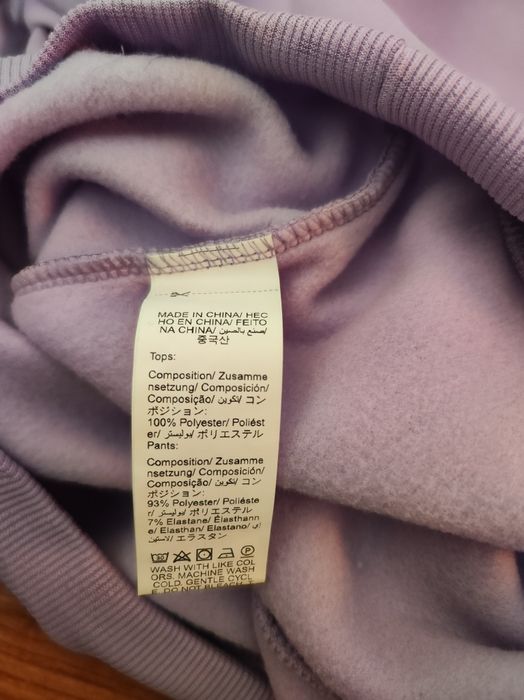 MADE IN CHINA/ HEC
HO EN CHINA/ FEITO
NA CHINA/ صنع بالصين/
중국산
Tops:
Composition/ Zusamme
nsetzung/ Composición/
Composição/ تكوين/ コン
ポジション:
100% Polyester/ Poliést
er/ بوليستر/ ポリエステル
Pants:
Composition/ Zusamme
nsetzung/ Composición/
Composição/ تكوين/ コン
ポジション:
93% Polyester/ Poliéste
r/ بوليستر/ ポリエステル
7% Elastane/ Élasthann
e/ Elasthan/ Elastano/ إي
لاستين/ エラスタン
WASH WITH LIKE COL
ORS. MACHINE WASH
COLD. GENTLE CYCL
E. DO NOT BLEACH.